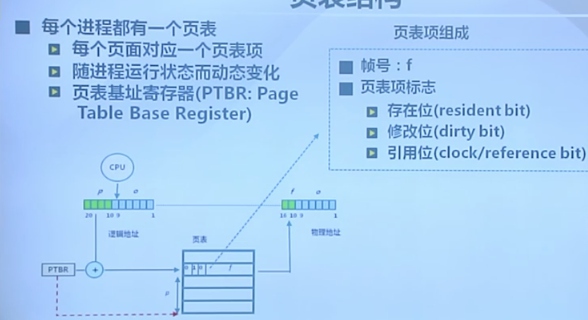 页表结构
每个进程都有一个页表
每个页面对应一个页表项
随进程运行状态而动态变化
页表基址寄存器(PTBR: Page
Table Base Register)
页表项组成
帧号：f
页表项标志
存在位(resident bit)
修改位(dirty bit)
引用位(clock/reference bit)
CPU
p o
20 10 9 1
逻辑地址
f o
16 10 9 1
物理地址
页表
PTBR
+
0 1 0 f
p